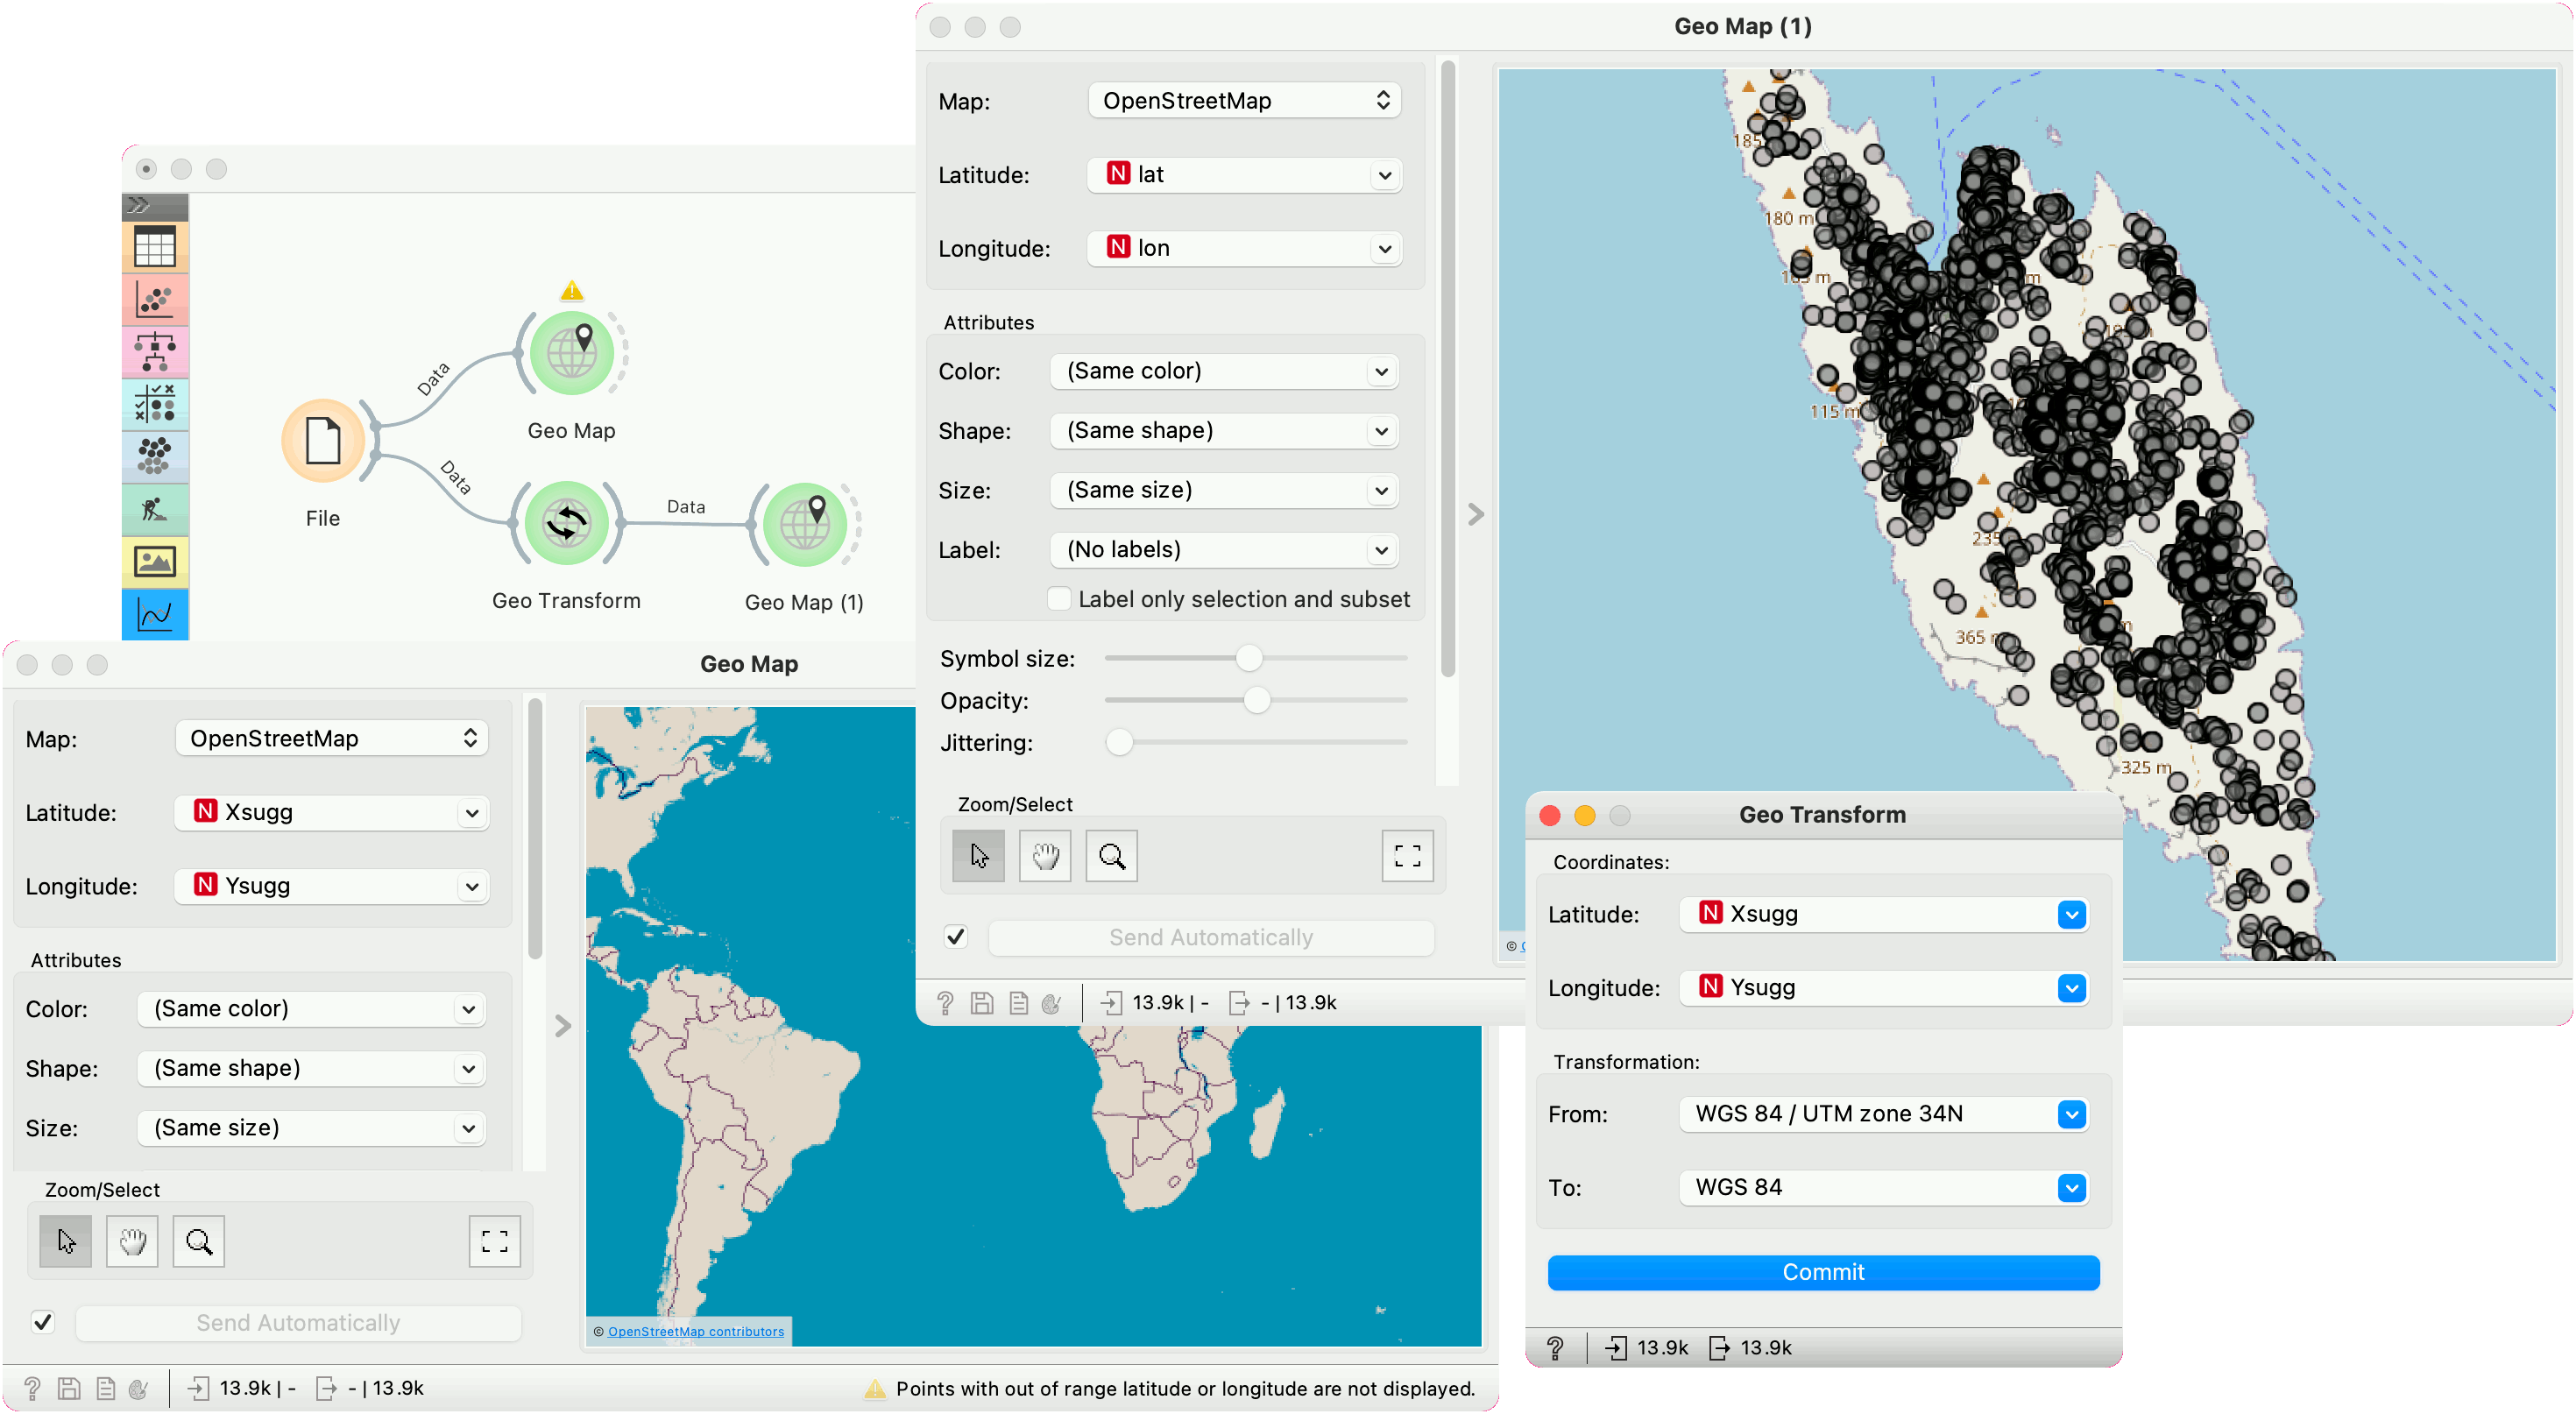 Geo Map (1)
Map:
OpenStreetMap
Latitude:
N lat
Longitude:
N lon
Attributes
Color:
(Same color)
Shape:
(Same shape)
Size:
(Same size)
Label:
(No labels)
Label only selection and subset
Symbol size:
Opacity:
Jittering:
Zoom/Select
Send Automatically
? 13.9k | - - | 13.9k
185
180 m
m
115 m
235
365 m
325 m
©
Data
Geo Map
File
Data
Geo Transform
Data
Geo Map (1)
Geo Map
Map:
OpenStreetMap
Latitude:
N Xsugg
Longitude:
N Ysugg
Attributes
Color:
(Same color)
Shape:
(Same shape)
Size:
(Same size)
Zoom/Select
Send Automatically
© OpenStreetMap contributors
? 13.9k | - - | 13.9k
Points with out of range latitude or longitude are not displayed.
Geo Transform
Coordinates:
Latitude:
N Xsugg
Longitude:
N Ysugg
Transformation:
From:
WGS 84 / UTM zone 34N
To:
WGS 84
Commit
? 13.9k 13.9k